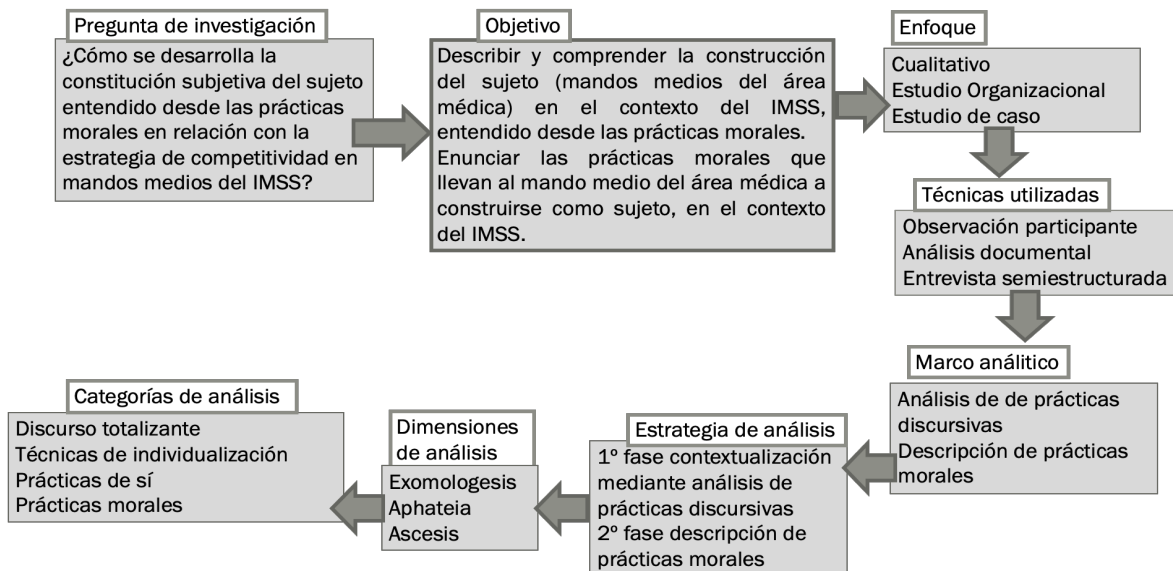 Pregunta de investigación
¿Cómo se desarrolla la
constitución subjetiva del sujeto
entendido desde las prácticas
morales en relación con la
estrategia de competitividad en
mandos medios del IMSS?
Objetivo
Describir y comprender la construcción
del sujeto (mandos medios del área
médica) en el contexto del IMSS,
entendido desde las prácticas morales.
Enunciar las prácticas morales que
llevan al mando medio del área médica a
construirse como sujeto, en el contexto
del IMSS.
Enfoque
Cualitativo
Estudio Organizacional
Estudio de caso
Técnicas utilizadas
Observación participante
Análisis documental
Entrevista semiestructurada
Marco análitico
Análisis de de prácticas
discursivas
Descripción de prácticas
morales
Estrategia de análisis
1º fase contextualización
mediante análisis de
prácticas discursivas
2º fase descripción de
prácticas morales
Dimensiones
de análisis
Exomologesis
Aphateia
Ascesis
Categorías de análisis
Discurso totalizante
Técnicas de individualización
Prácticas de sí
Prácticas morales